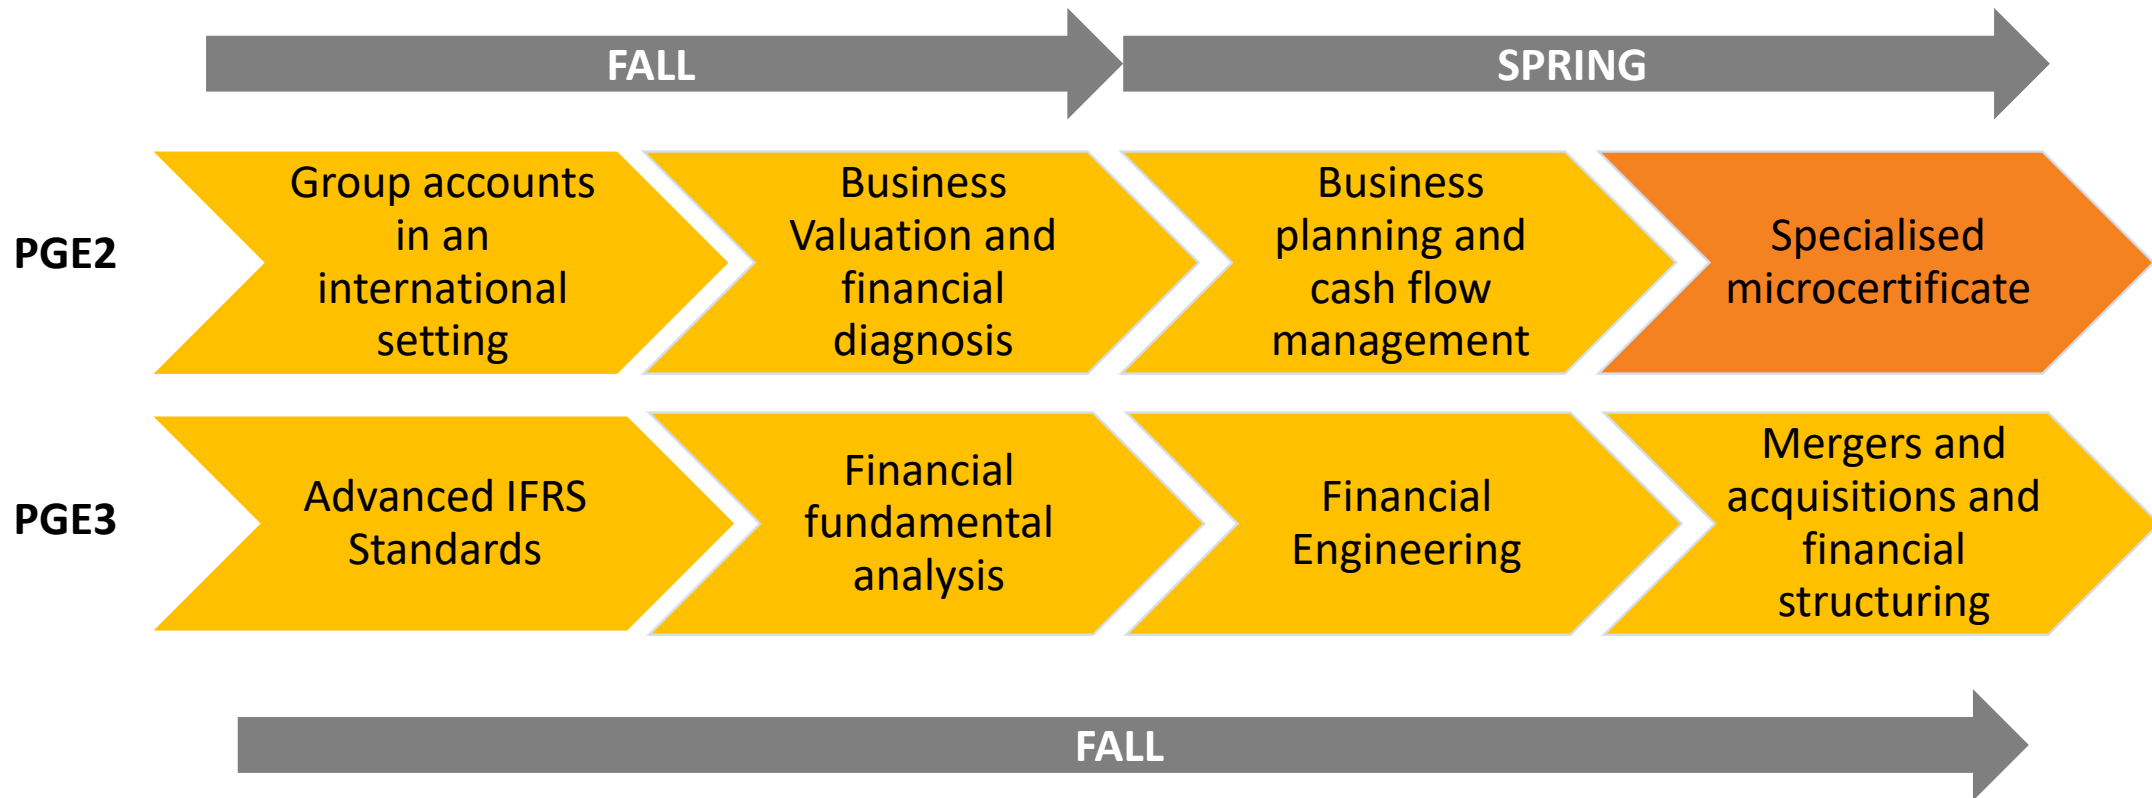 FALL
SPRING
PGE2
Group accounts
in an
international
setting
Business
Valuation and
financial
diagnosis
Business
planning and
cash flow
management
Specialised
microcertificate
PGE3
Advanced IFRS
Standards
Financial
fundamental
analysis
Financial
Engineering
Mergers and
acquisitions and
financial
structuring
FALL